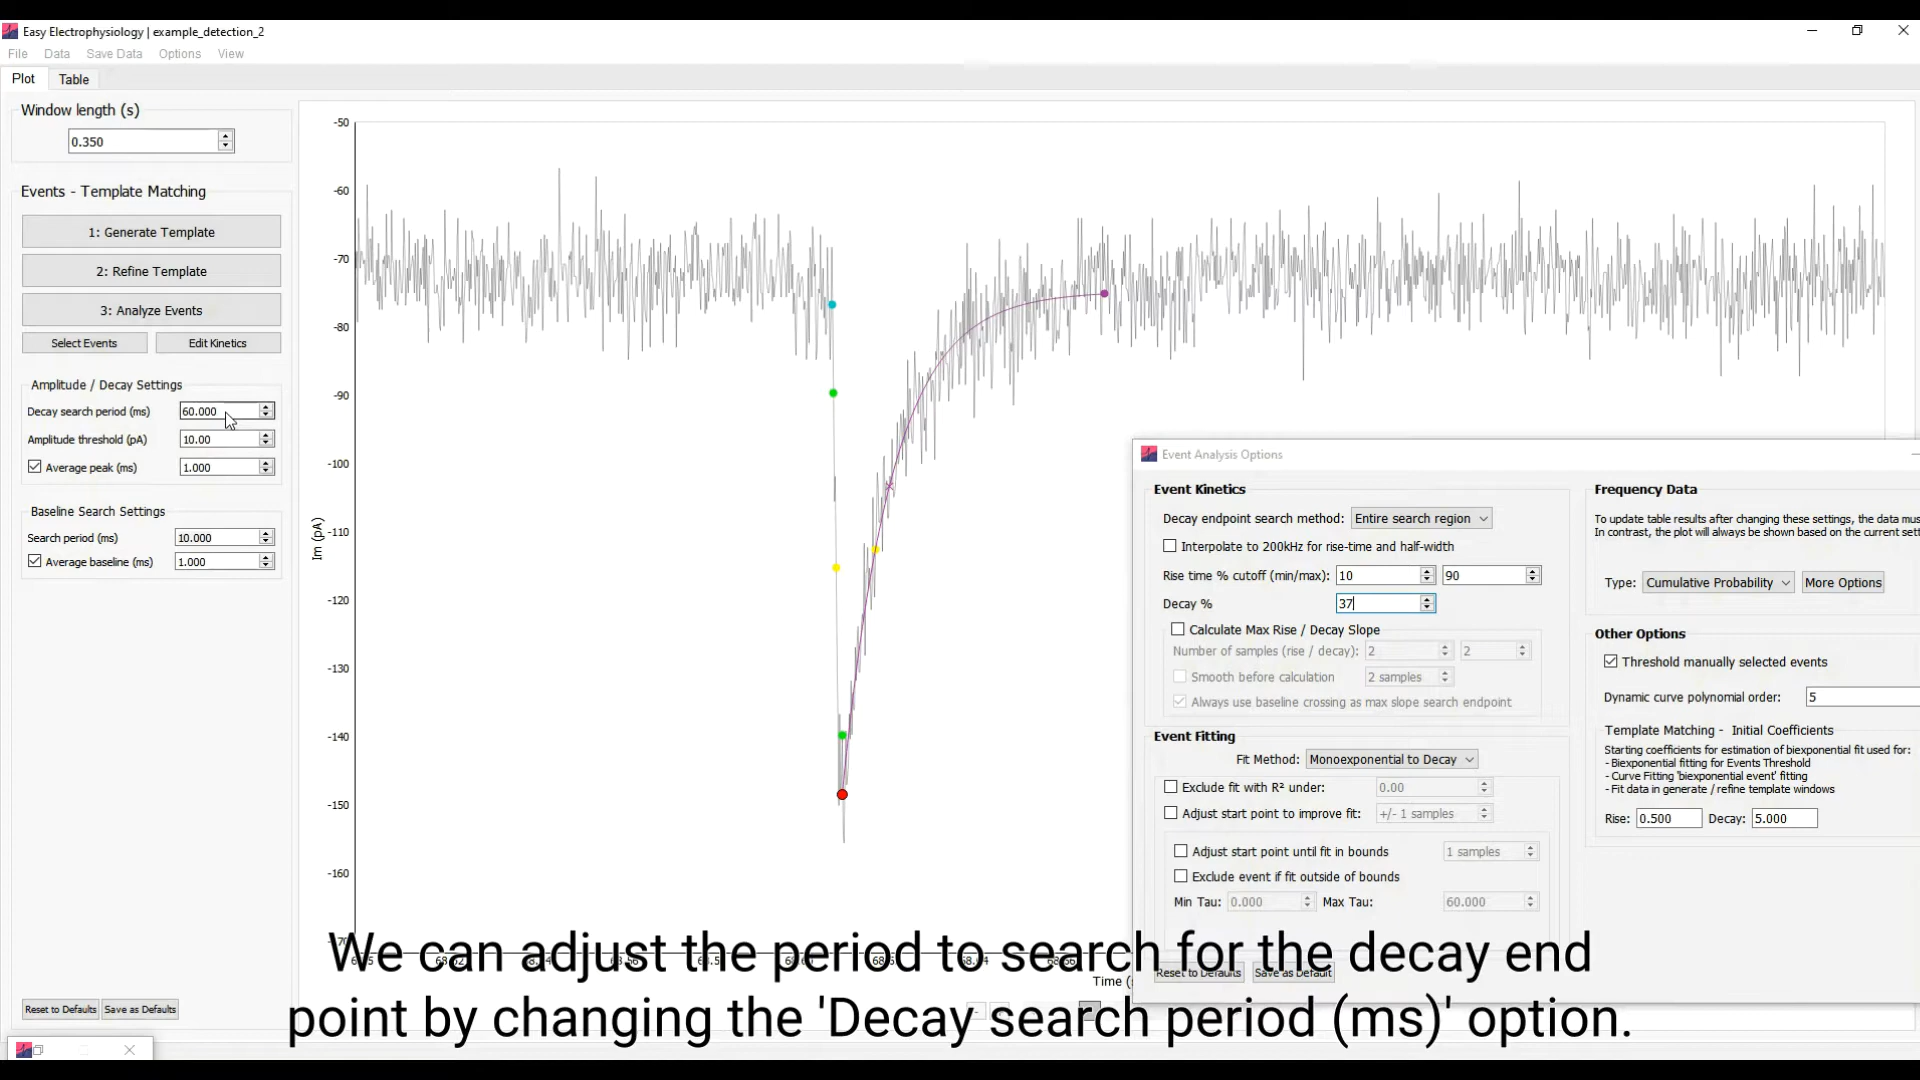 Easy Electrophysiology | example_detection_2
File Data Save Data Options View
Plot Table
Window length (s)
0.350
Events - Template Matching
1: Generate Template
2: Refine Template
3: Analyze Events
Select Events Edit Kinetics
Amplitude / Decay Settings
Decay search period (ms) 60.000
Amplitude threshold (pA) 10.00
Average peak (ms) 1.000
Baseline Search Settings
Search period (ms) 10.000
Average baseline (ms) 1.000
Reset to Defaults Save as Defaults
-50
-60
-70
-80
-90
-100
-110
-120
-130
-140
-150
-160
Im (pA)
Event Analysis Options
Event Kinetics
Decay endpoint search method: Entire search region
Interpolate to 200kHz for rise-time and half-width
Rise time % cutoff (min/max): 10 90
Decay % 37
Calculate Max Rise / Decay Slope
Number of samples (rise / decay): 2 2
Smooth before calculation 2 samples
Always use baseline crossing as max slope search endpoint
Event Fitting
Fit Method: Monoexponential to Decay
Exclude fit with R² under: 0.00
Adjust start point to improve fit: +/- 1 samples
Adjust start point until fit in bounds 1 samples
Exclude event if fit outside of bounds
Min Tau: 0.000 Max Tau: 60.000
Reset to Defaults Save as Default
Frequency Data
To update table results after changing these settings, the data mus
In contrast, the plot will always be shown based on the current sett
Type: Cumulative Probability More Options
Other Options
Threshold manually selected events
Dynamic curve polynomial order: 5
Template Matching - Initial Coefficients
Starting coefficients for estimation of biexponential fit used for:
- Biexponential fitting for Events Threshold
- Curve Fitting 'biexponential event' fitting
- Fit data in generate / refine template windows
Rise: 0.500 Decay: 5.000
Time (s
We can adjust the period to search for the decay end
point by changing the 'Decay search period (ms)' option.